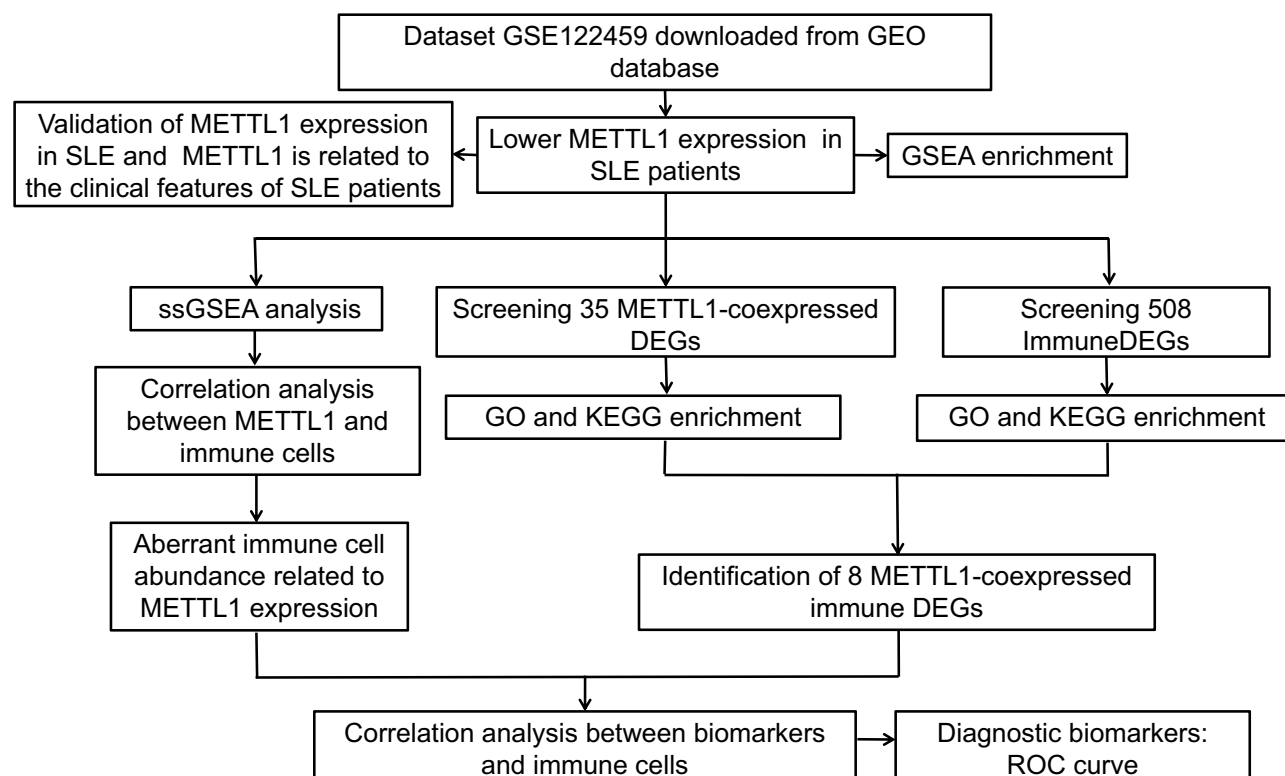 Dataset GSE122459 downloaded from GEO
database
Validation of METTL1 expression
in SLE and METTL1 is related to
the clinical features of SLE patients
Lower METTL1 expression in
SLE patients
GSEA enrichment
ssGSEA analysis
Screening 35 METTL1-coexpressed
DEGs
Screening 508
ImmuneDEGs
Correlation analysis
between METTL1 and
immune cells
GO and KEGG enrichment
GO and KEGG enrichment
Aberrant immune cell
abundance related to
METTL1 expression
Identification of 8 METTL1-coexpressed
immune DEGs
Correlation analysis between biomarkers
and immune cells
Diagnostic biomarkers:
ROC curve